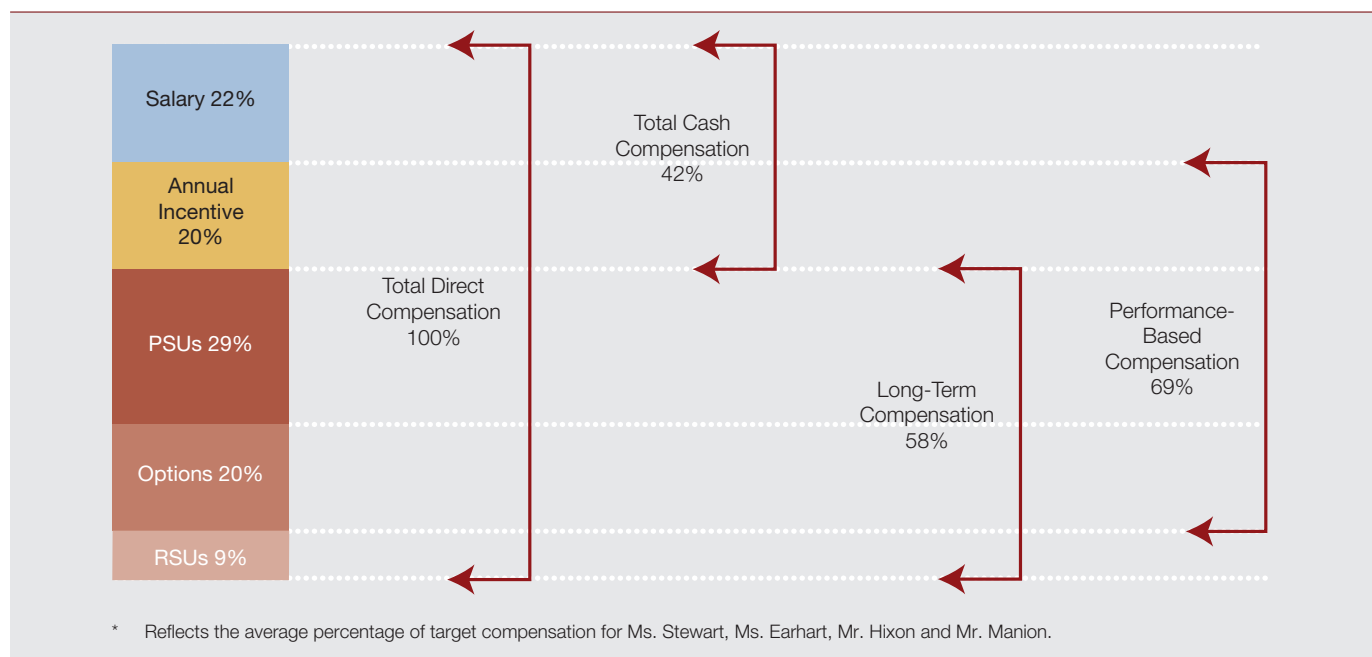 Salary 22%
Annual
Incentive
20%
PSUs 29%
Options 20%
RSUs 9%
Total Direct
Compensation
100%
Total Cash
Compensation
42%
Long-Term
Compensation
58%
Performance-
Based
Compensation
69%
* Reflects the average percentage of target compensation for Ms. Stewart, Ms. Earhart, Mr. Hixon and Mr. Manion.